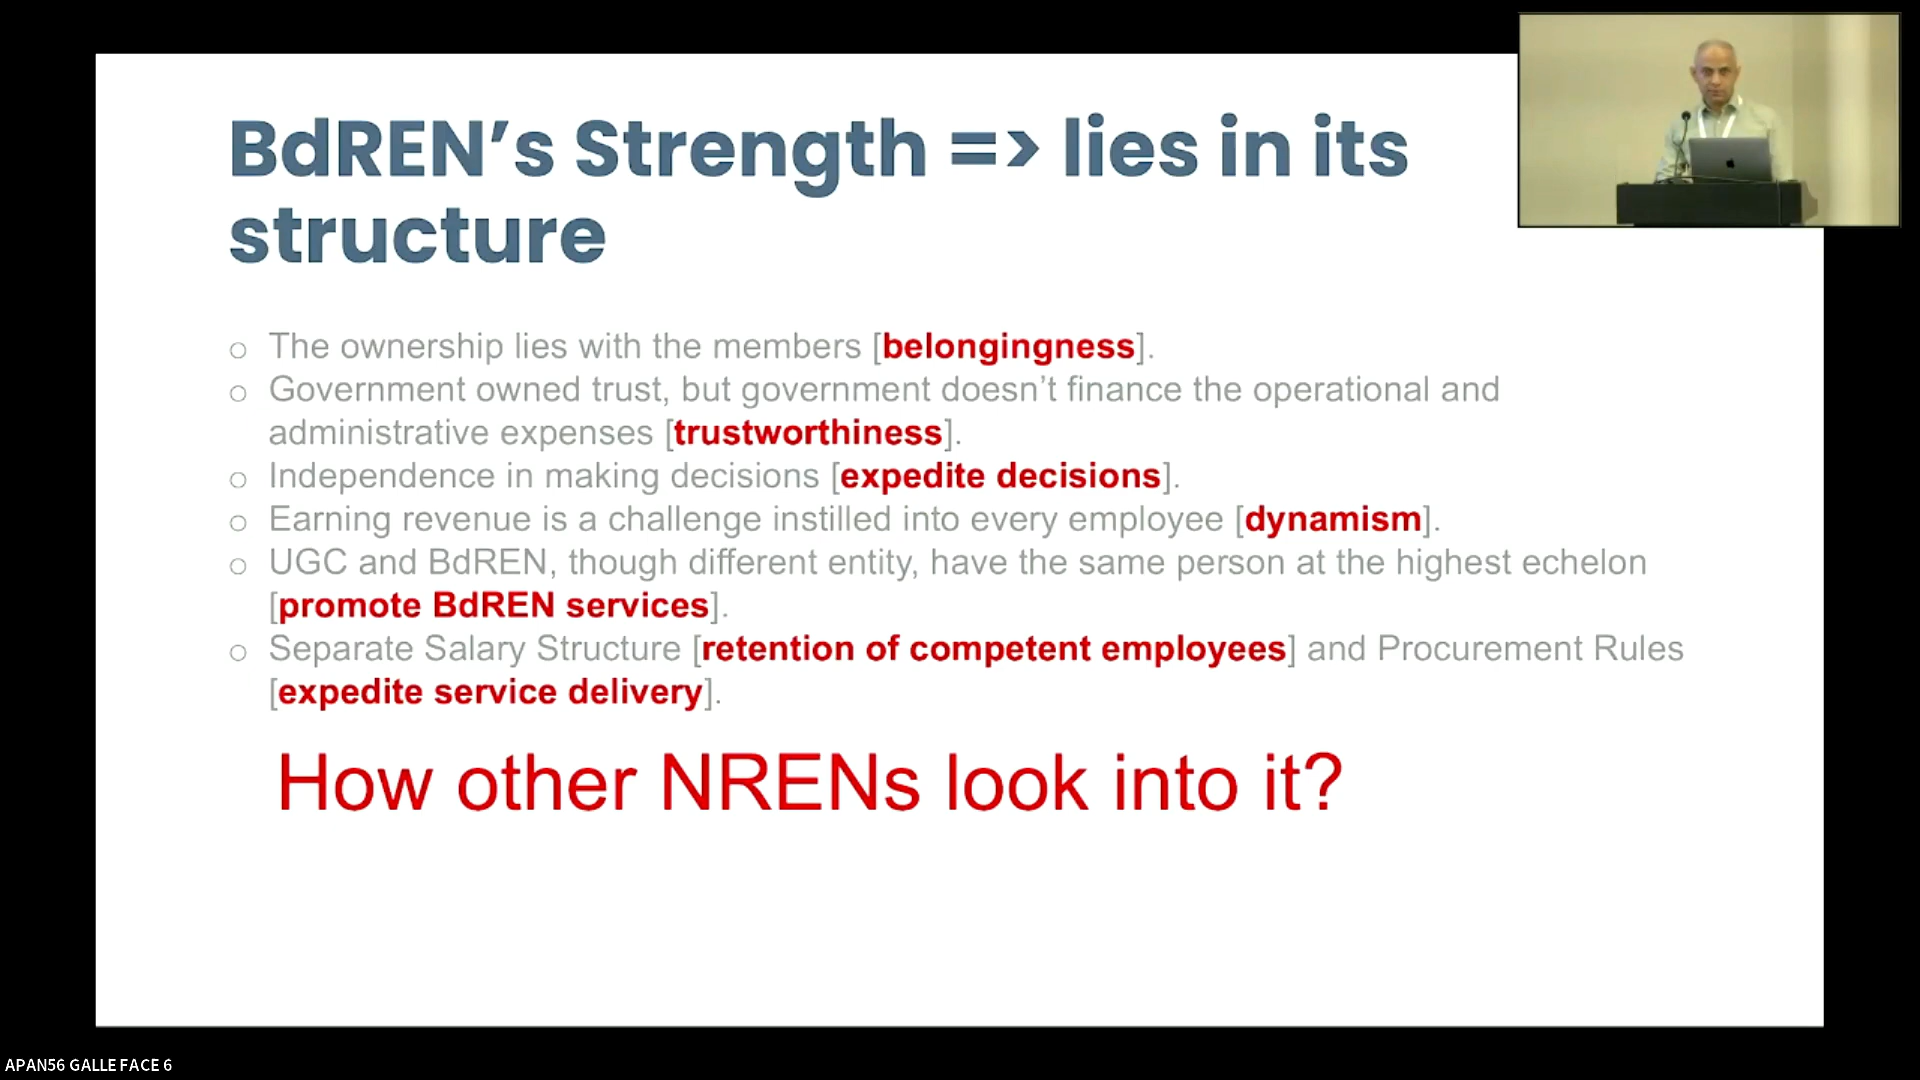 BdREN’s Strength => lies in its
structure
○ The ownership lies with the members [belongingness].
○ Government owned trust, but government doesn’t finance the operational and
administrative expenses [trustworthiness].
○ Independence in making decisions [expedite decisions].
○ Earning revenue is a challenge instilled into every employee [dynamism].
○ UGC and BdREN, though different entity, have the same person at the highest echelon
[promote BdREN services].
○ Separate Salary Structure [retention of competent employees] and Procurement Rules
[expedite service delivery].
How other NRENs look into it?
APAN56 GALLE FACE 6